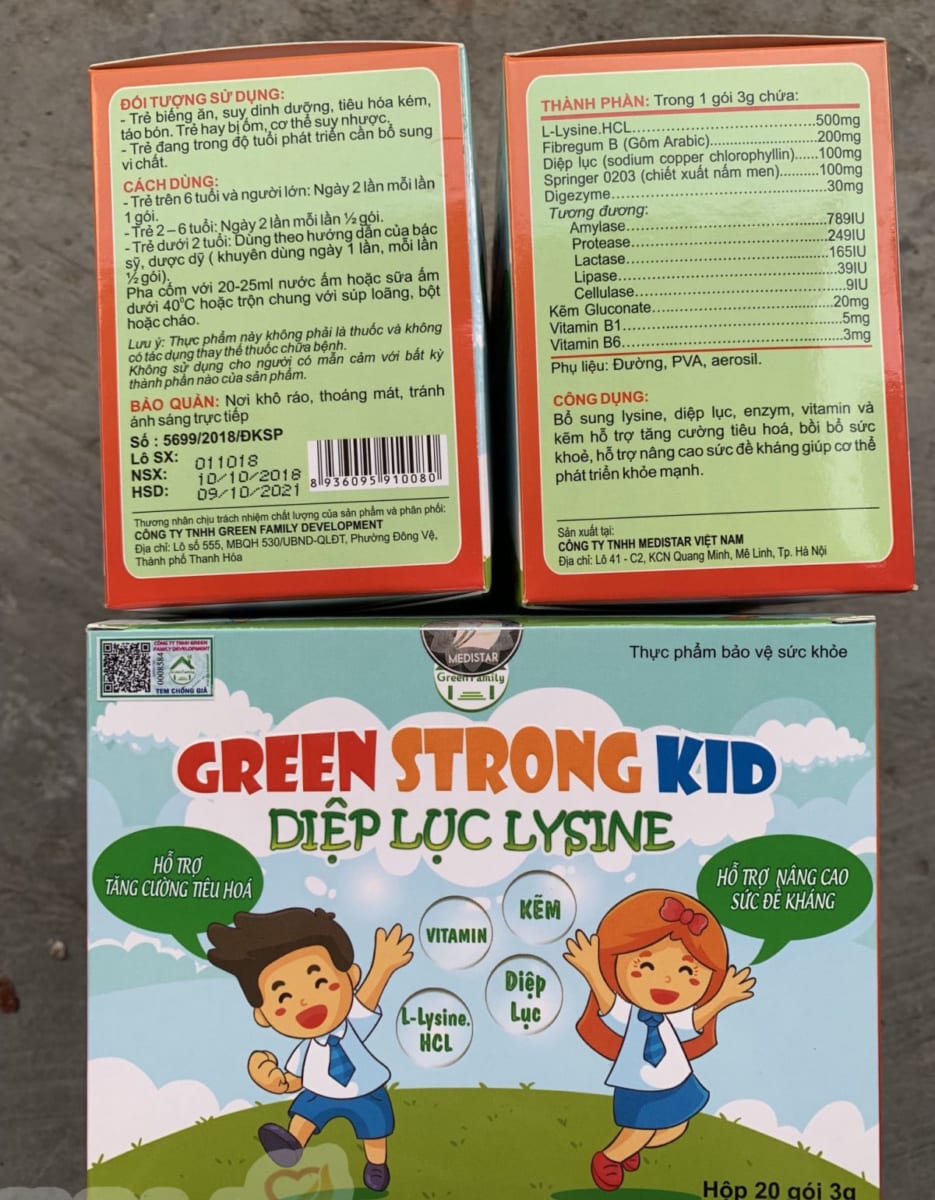 ĐỐI TƯỢNG SỬ DỤNG:
- Trẻ biếng ăn, suy dinh dưỡng, tiêu hóa kém,
táo bón. Trẻ hay bị ốm, cơ thể suy nhược.
- Trẻ đang trong độ tuổi phát triển cần bổ sung
vi chất.
CÁCH DÙNG:
- Trẻ trên 6 tuổi và người lớn: Ngày 2 lần mỗi lần
1 gói.
- Trẻ 2 – 6 tuổi: Ngày 2 lần mỗi lần ½ gói.
- Trẻ dưới 2 tuổi: Dùng theo hướng dẫn của bác
sỹ, dược dỹ ( khuyên dùng ngày 1 lần, mỗi lần
½ gói).
Pha cốm với 20-25ml nước ấm hoặc sữa ấm
dưới 40°C hoặc trộn chung với súp loãng, bột
hoặc cháo.
Lưu ý: Thực phẩm này không phải là thuốc và không
có tác dụng thay thế thuốc chữa bệnh.
Không sử dụng cho người có mẫn cảm với bất kỳ
thành phần nào của sản phẩm.
BẢO QUẢN: Nơi khô ráo, thoáng mát, tránh
ánh sáng trực tiếp
Số : 5699/2018/ĐKSP
Lô SX: 011018
NSX: 10/10/2018
HSD: 09/10/2021
8 936095 910080
Thương nhân chịu trách nhiệm chất lượng của sản phẩm và phân phối:
CÔNG TY TNHH GREEN FAMILY DEVELOPMENT
Địa chỉ: Lô số 555, MBQH 530/UBND-QLĐT, Phường Đông Vệ,
Thành phố Thanh Hóa
THÀNH PHẦN: Trong 1 gói 3g chứa:
L-Lysine.HCL...500mg
Fibregum B (Gôm Arabic)...200mg
Diệp lục (sodium copper chlorophyllin)...100mg
Springer 0203 (chiết xuất nấm men)...100mg
Digezyme...30mg
Tương đương:
Amylase...789IU
Protease...249IU
Lactase...165IU
Lipase...39IU
Cellulase...9IU
Kẽm Gluconate...20mg
Vitamin B1...5mg
Vitamin B6...3mg
Phụ liệu: Đường, PVA, aerosil.
CÔNG DỤNG:
Bổ sung lysine, diệp lục, enzym, vitamin và
kẽm hỗ trợ tăng cường tiêu hoá, bồi bổ sức
khoẻ, hỗ trợ nâng cao sức đề kháng giúp cơ thể
phát triển khỏe mạnh.
Sản xuất tại:
CÔNG TY TNHH MEDISTAR VIỆT NAM
Địa chỉ: Lô 41 - C2, KCN Quang Minh, Mê Linh, Tp. Hà Nội
CÔNG TY TNHH GREEN
FAMILY DEVELOPMENT
0008584
GreenFamily
TEM CHỐNG GIẢ
MEDISTAR
Green Family
Thực phẩm bảo vệ sức khỏe
GREEN STRONG KID
DIỆP LỤC LYSINE
HỖ TRỢ
TĂNG CƯỜNG TIÊU HOÁ
HỖ TRỢ NÂNG CAO
SỨC ĐỀ KHÁNG
VITAMIN
KẼM
L-Lysine.
HCL
Diệp
Lục
Hộp 20 gói 3g